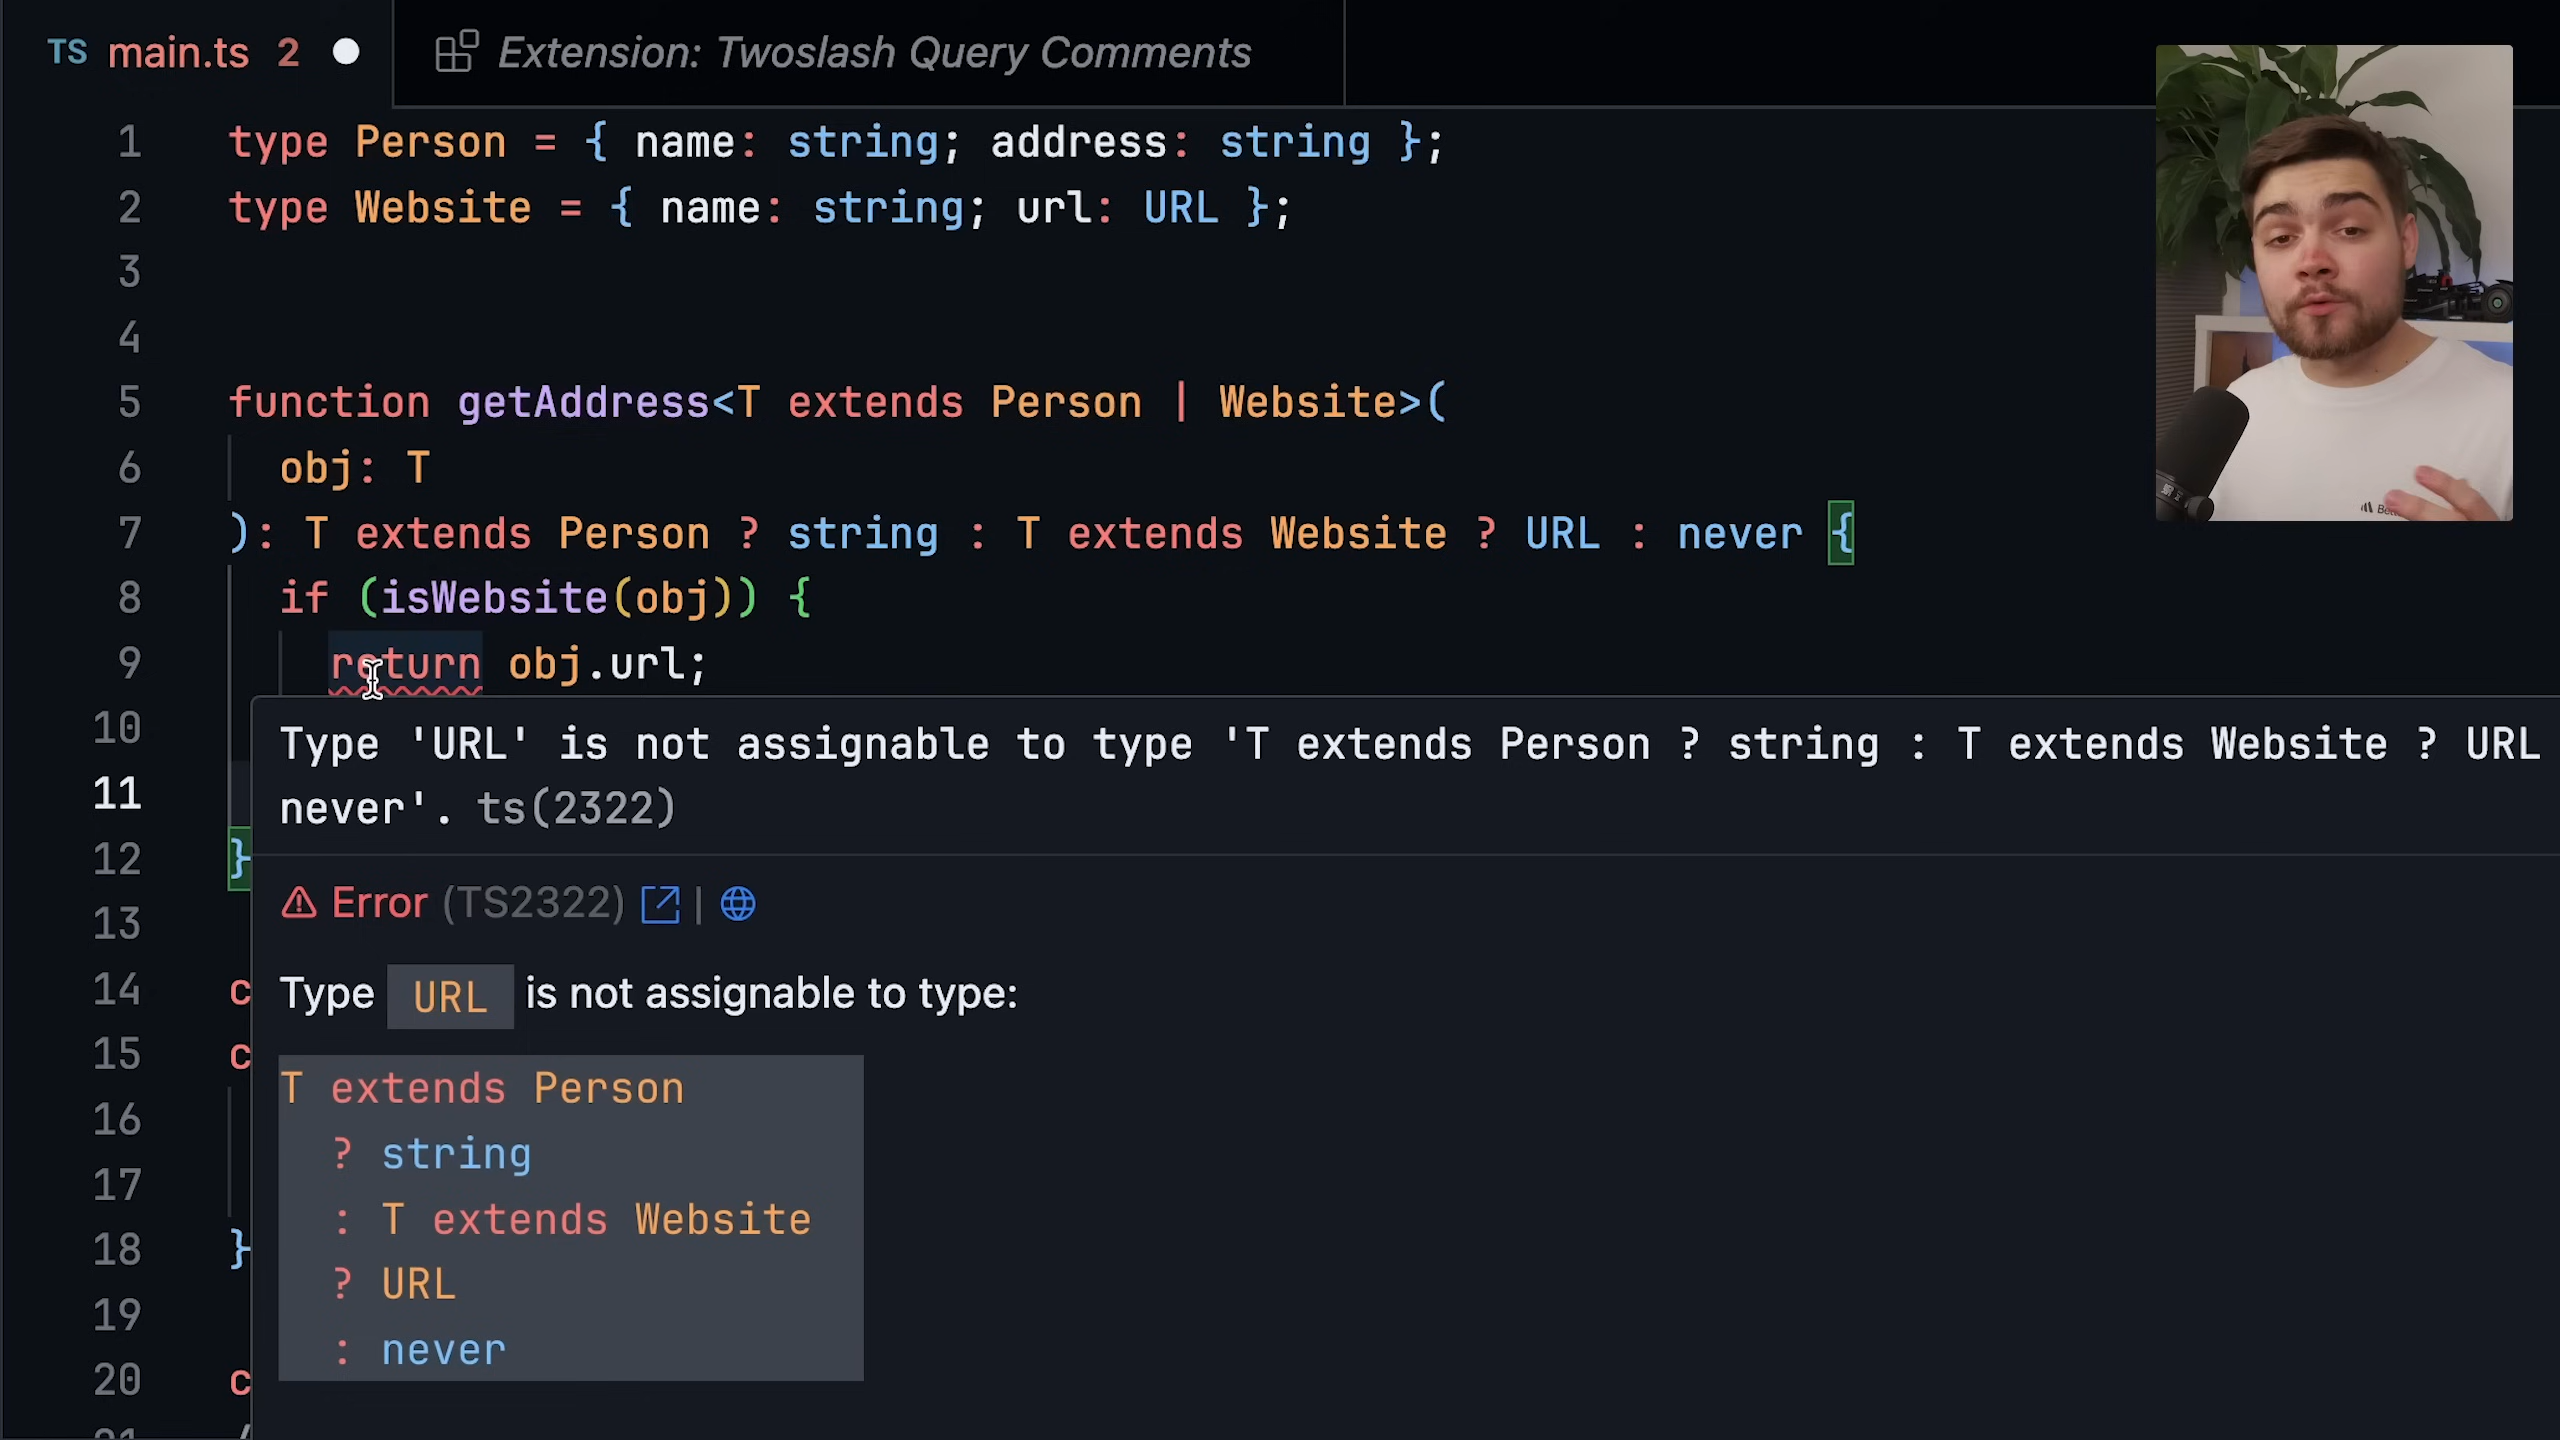 TS main.ts 2
Extension: Twoslash Query Comments
1 type Person = { name: string; address: string };
2 type Website = { name: string; url: URL };
3
4
5 function getAddress<T extends Person | Website>(
6 obj: T
7 ): T extends Person ? string : T extends Website ? URL : never {
8 if (isWebsite(obj)) {
9 return obj.url;
10
11
12 }
13
14 c
15 c
16
17
18 }
19
20 c
21 /
Type 'URL' is not assignable to type 'T extends Person ? string : T extends Website ? URL
never'. ts(2322)
Error (TS2322) |
Type URL is not assignable to type:
T extends Person
? string
: T extends Website
? URL
: never